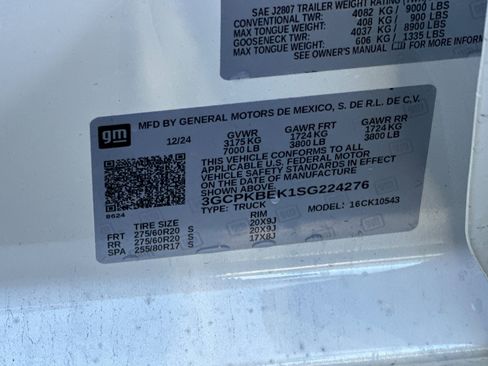 SAE J2807 TRAILER WEIGHT RATING
CONVENTIONAL TWR: 4082 KG / 9000 LBS
MAX TONGUE WEIGHT: 408 KG / 900 LBS
GOOSENECK TWR: 4037 KG / 8900 LBS
MAX TONGUE WEIGHT: 606 KG / 1335 LBS
SEE OWNER'S MANUAL FOR MORE
gm
MFD BY GENERAL MOTORS DE MEXICO, S. DE R.L. DE C.V.
12/24 GVWR GAWR FRT GAWR RR
3175 KG 1724 KG 1724 KG
7000 LB 3800 LB 3800 LB
THIS VEHICLE CONFORMS TO ALL
APPLICABLE U.S. FEDERAL MOTOR
VEHICLE SAFETY STANDARDS IN
EFFECT ON THE DATE OF MANUFACTURE
SHOWN ABOVE.
3GCPKBEK1SG224276
TYPE: TRUCK MODEL: 16CK10543
8624
TIRE SIZE RIM
FRT 275/60R20 S 20X9J
RR 275/60R20 S 20X9J
SPA 255/80R17 S 17X8J